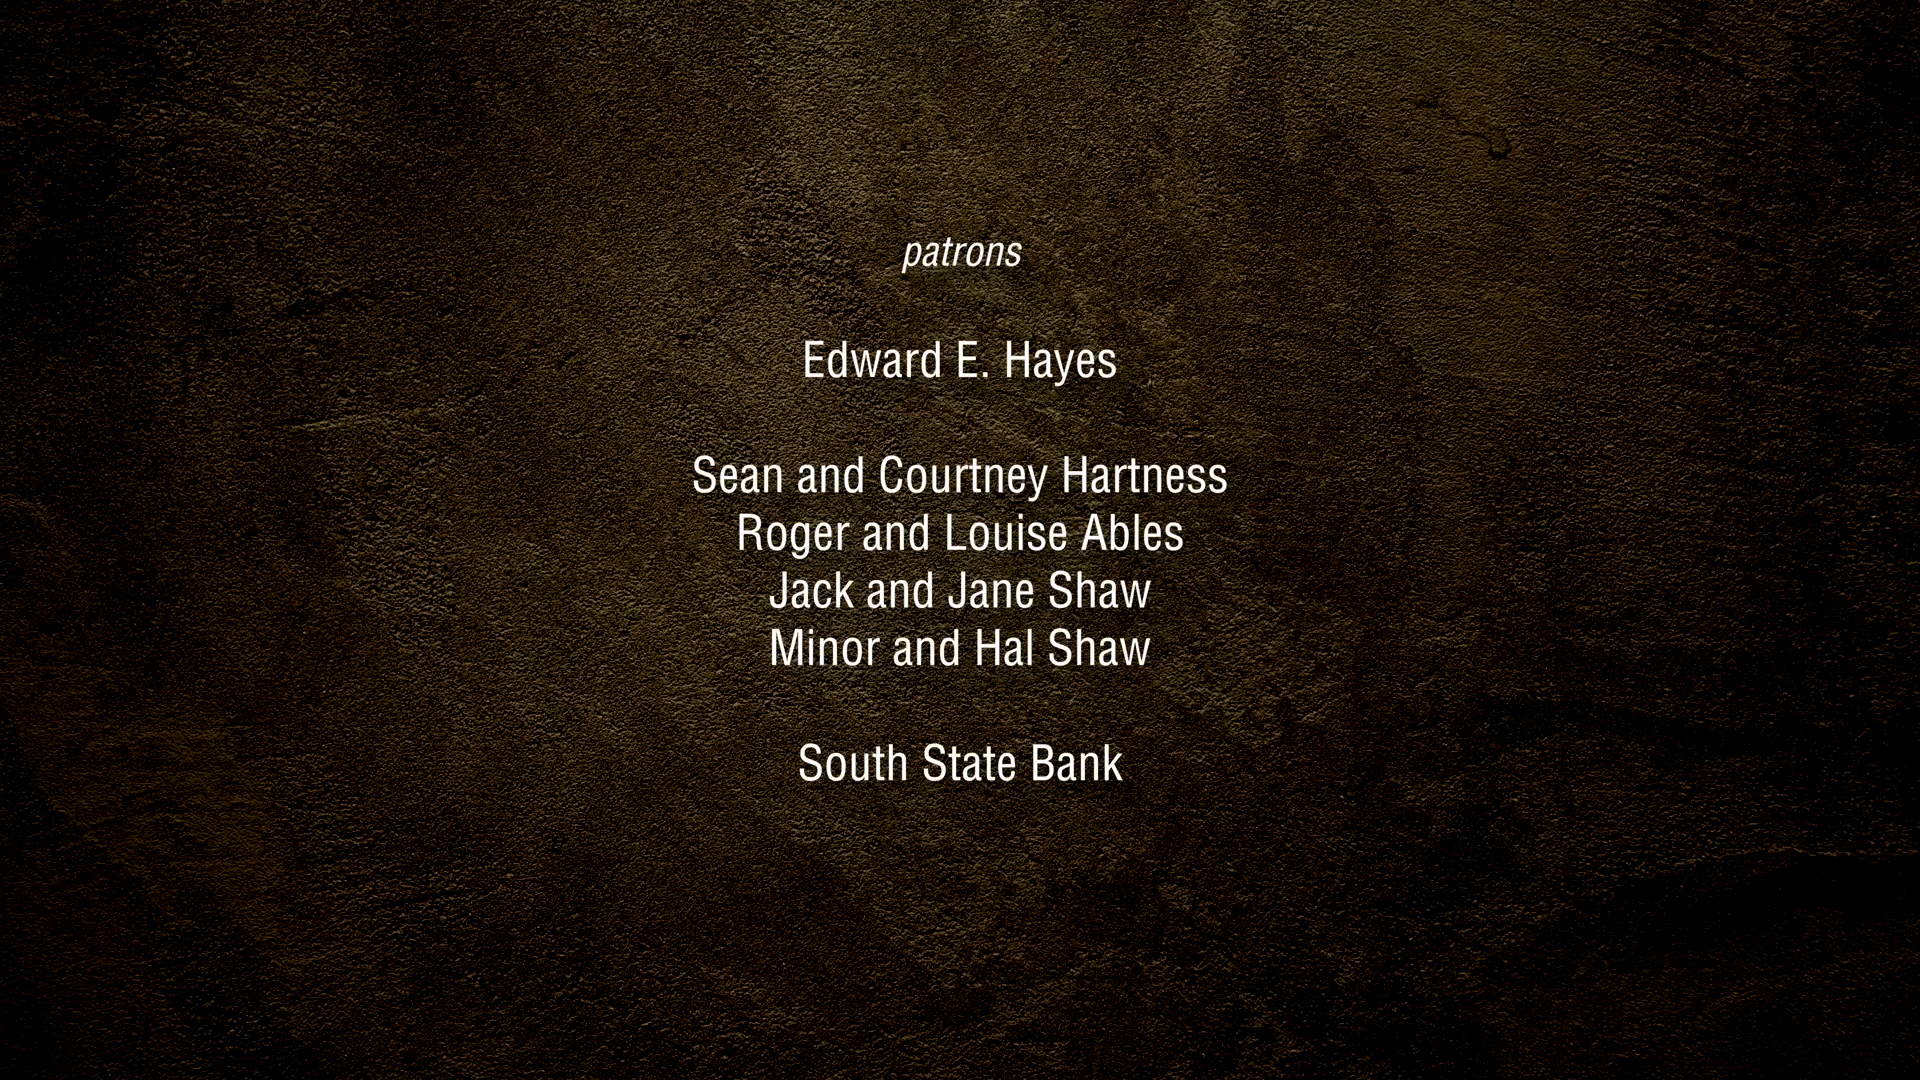 patrons
Edward E. Hayes
Sean and Courtney Hartness
Roger and Louise Ables
Jack and Jane Shaw
Minor and Hal Shaw
South State Bank